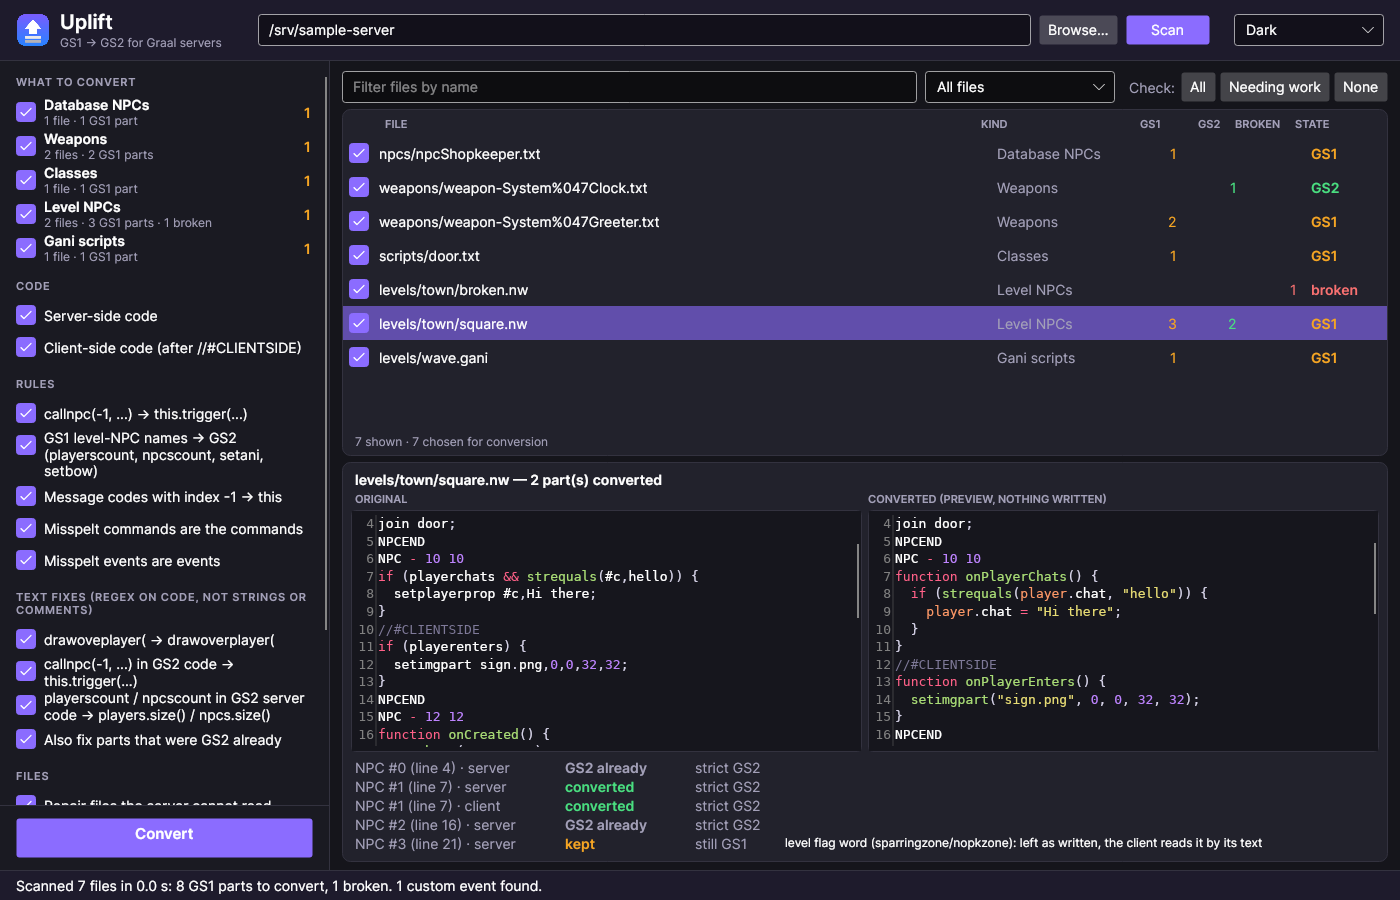 Uplift
GS1 → GS2 for Graal servers
/srv/sample-server
Browse...
Scan
Dark
WHAT TO CONVERT
Database NPCs
1 file · 1 GS1 part
1
Weapons
2 files · 2 GS1 parts
1
Classes
1 file · 1 GS1 part
1
Level NPCs
2 files · 3 GS1 parts · 1 broken
1
Gani scripts
1 file · 1 GS1 part
1
CODE
Server-side code
Client-side code (after //#CLIENTSIDE)
RULES
callnpc(-1, ...) → this.trigger(...)
GS1 level-NPC names → GS2
(playerscount, npcscount, setani,
setbow)
Message codes with index -1 → this
Misspelt commands are the commands
Misspelt events are events
TEXT FIXES (REGEX ON CODE, NOT STRINGS OR
COMMENTS)
drawoveplayer( → drawoverplayer(
callnpc(-1, ...) in GS2 code →
this.trigger(...)
playerscount / npcscount in GS2 server
code → players.size() / npcs.size()
Also fix parts that were GS2 already
FILES
Repair files the server cannot read
Convert
Filter files by name
All files
Check:
All
Needing work
None
FILE KIND GS1 GS2 BROKEN STATE
npcs/npcShopkeeper.txt Database NPCs 1 GS1
weapons/weapon-System%047Clock.txt Weapons 1 GS2
weapons/weapon-System%047Greeter.txt Weapons 2 GS1
scripts/door.txt Classes 1 GS1
levels/town/broken.nw Level NPCs 1 broken
levels/town/square.nw Level NPCs 3 2 GS1
levels/wave.gani Gani scripts 1 GS1
7 shown · 7 chosen for conversion
levels/town/square.nw — 2 part(s) converted
ORIGINAL
4 join door;
5 NPCEND
6 NPC - 10 10
7 if (playerchats && strequals(#c,hello)) {
8 setplayerprop #c,Hi there;
9 }
10 //#CLIENTSIDE
11 if (playerenters) {
12 setimgpart sign.png,0,0,32,32;
13 }
14 NPCEND
15 NPC - 12 12
16 function onCreated() {
CONVERTED (PREVIEW, NOTHING WRITTEN)
4 join door;
5 NPCEND
6 NPC - 10 10
7 function onPlayerChats() {
8 if (strequals(player.chat, "hello")) {
9 player.chat = "Hi there";
10 }
11 }
12 //#CLIENTSIDE
13 function onPlayerEnters() {
14 setimgpart("sign.png", 0, 0, 32, 32);
15 }
16 NPCEND
NPC #0 (line 4) · server GS2 already strict GS2
NPC #1 (line 7) · server converted strict GS2
NPC #1 (line 7) · client converted strict GS2
NPC #2 (line 16) · server GS2 already strict GS2
NPC #3 (line 21) · server kept still GS1 level flag word (sparringzone/nopkzone): left as written, the client reads it by its text
Scanned 7 files in 0.0 s: 8 GS1 parts to convert, 1 broken. 1 custom event found.